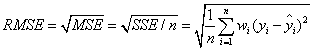 RMSE = √MSE = √SSE / n = √(1/n ∑_{i=1}^{n} w_i (y_i − ŷ_i)²)